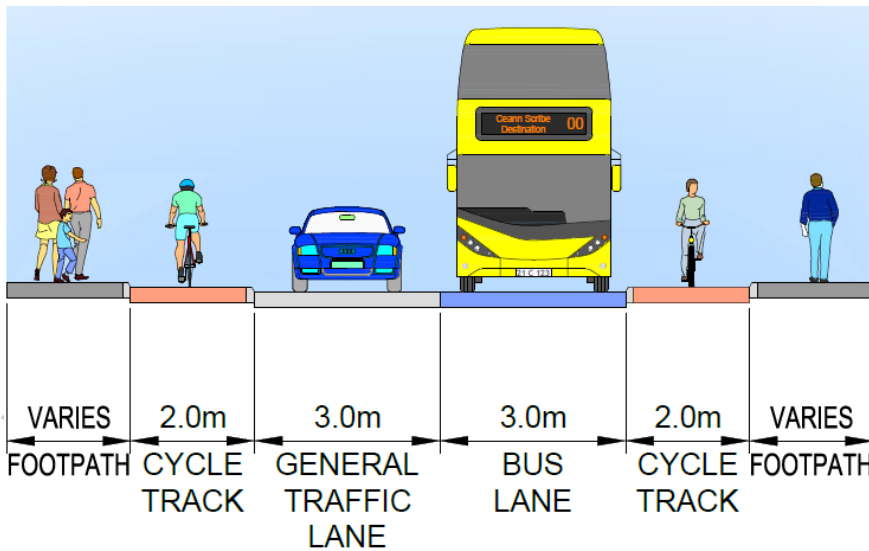 Ceann Scríbe
Destination
00
21 C 123
VARIES
2.0m
3.0m
3.0m
2.0m
VARIES
FOOTPATH
CYCLE
TRACK
GENERAL
TRAFFIC
LANE
BUS
LANE
CYCLE
TRACK
FOOTPATH